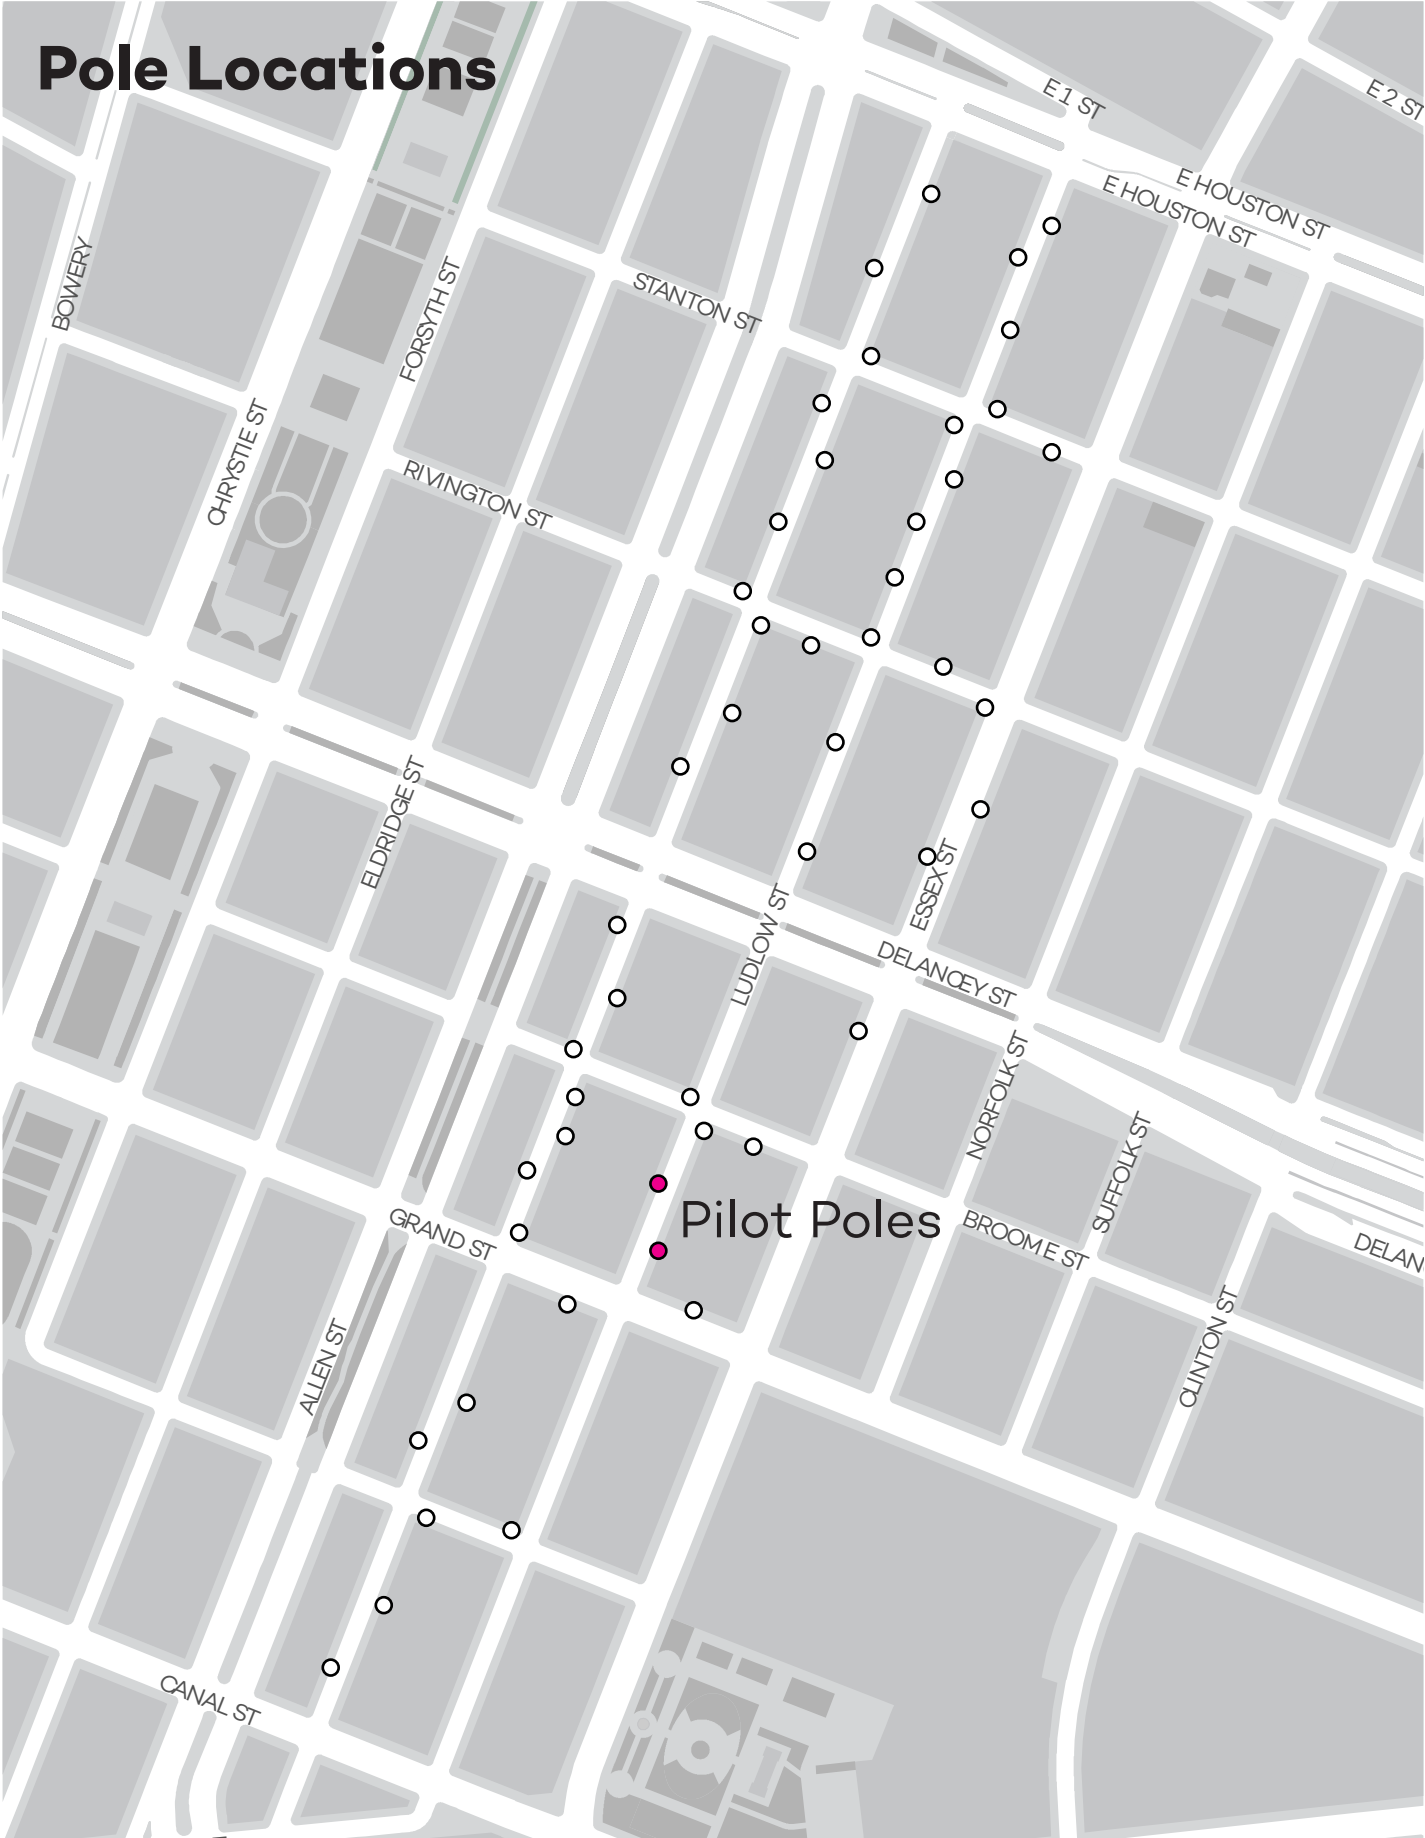 Pole Locations
E 1 ST
E 2 ST
E HOUSTON ST
E HOUSTON ST
BOWERY
FORSYTH ST
STANTON ST
CHRYSTIE ST
RIVINGTON ST
ELDRIDGE ST
ESSEX ST
LUDLOW ST
DELANCEY ST
NORFOLK ST
SUFFOLK ST
Pilot Poles
GRAND ST
BROOME ST
DELAN
CLINTON ST
ALLEN ST
CANAL ST